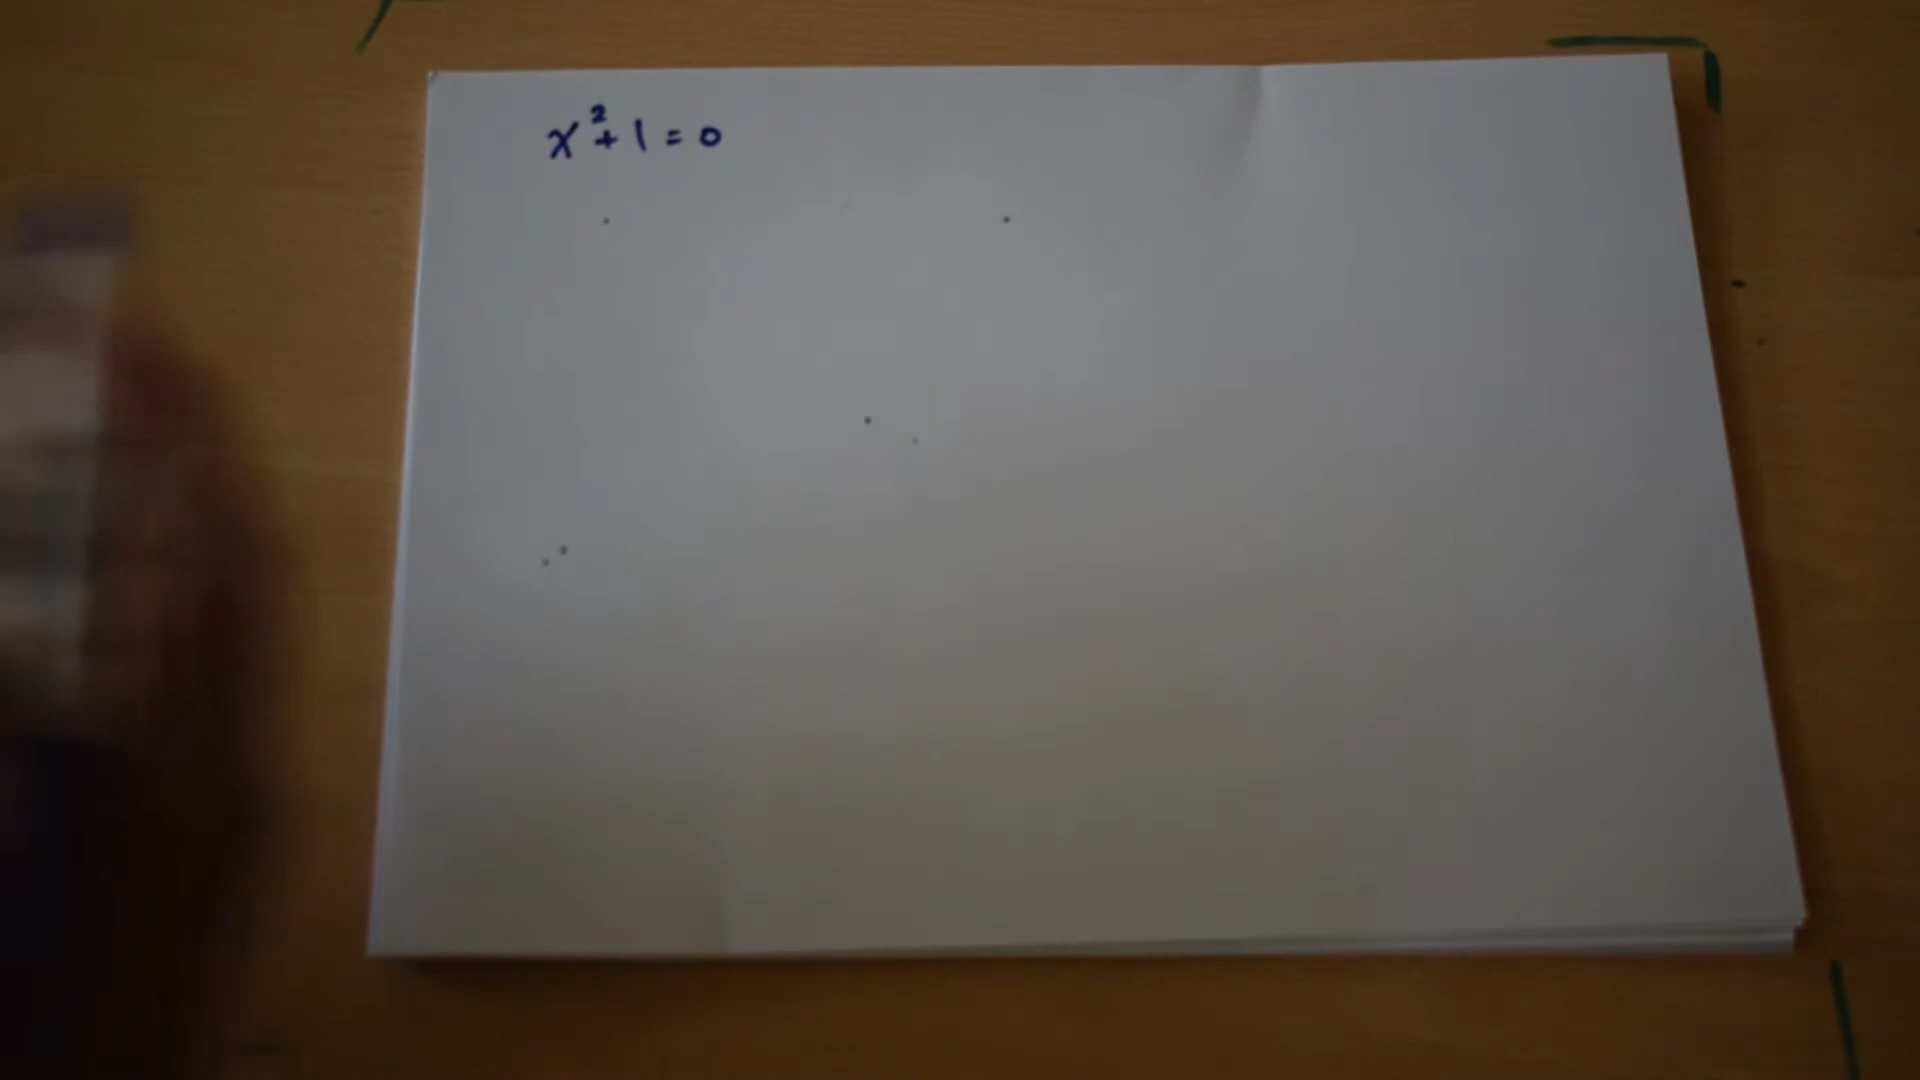 x² + 1 = 0